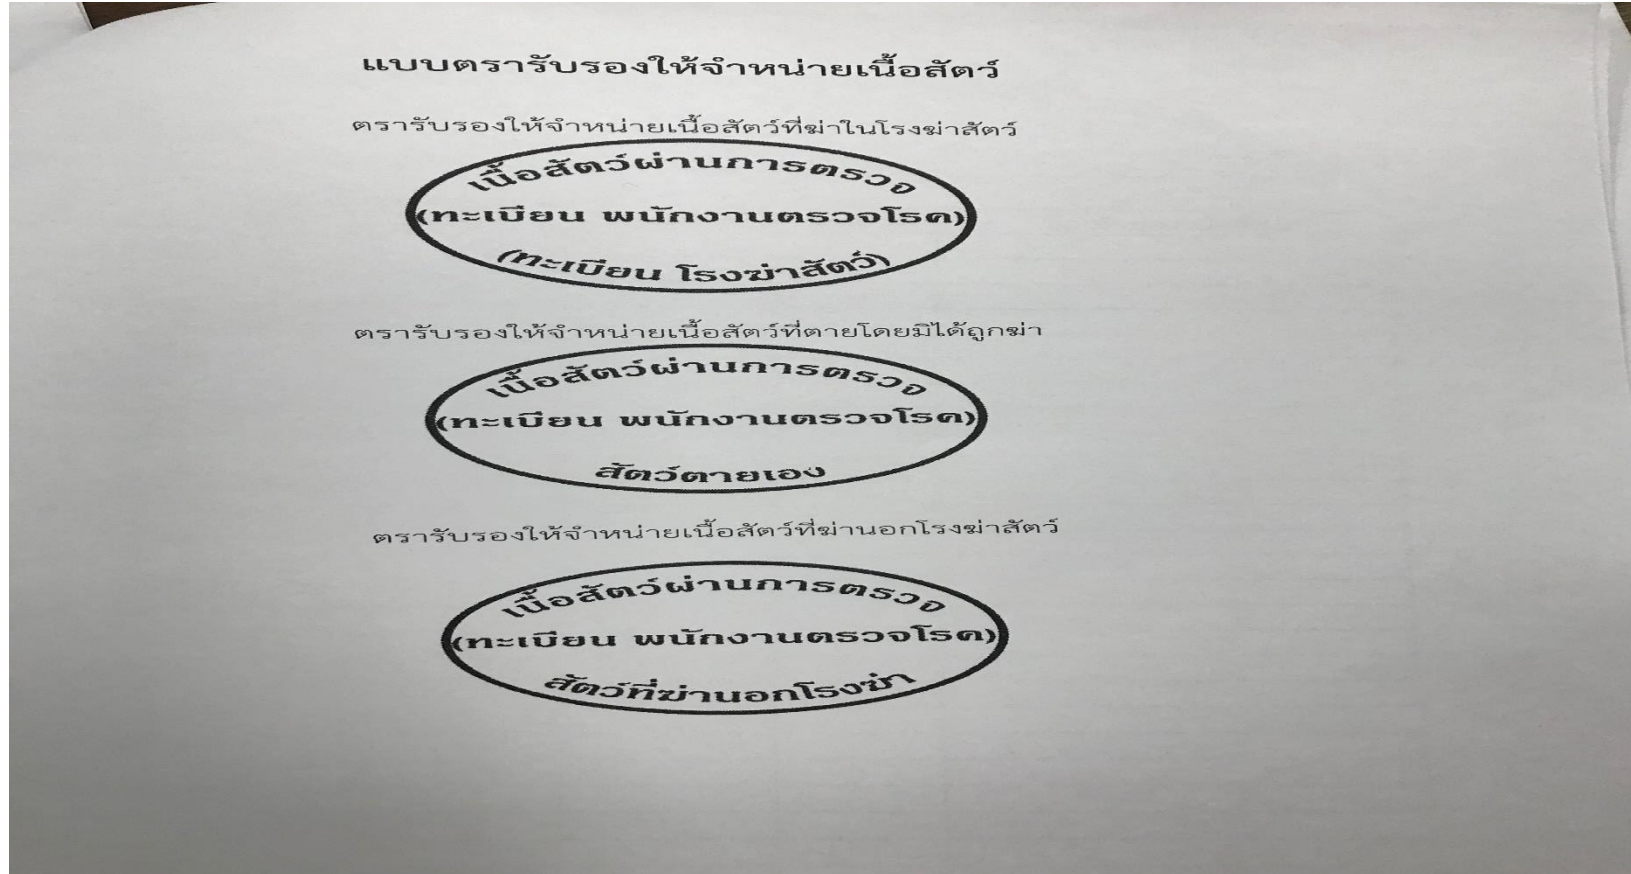 แบบตรารับรองให้จำหน่ายเนื้อสัตว์
ตรารับรองให้จำหน่ายเนื้อสัตว์ที่ฆ่าในโรงฆ่าสัตว์
เนื้อสัตว์ผ่านการตรวจ
(ทะเบียน พนักงานตรวจโรค)
(ทะเบียน โรงฆ่าสัตว์)
ตรารับรองให้จำหน่ายเนื้อสัตว์ที่ตายโดยมิได้ถูกฆ่า
เนื้อสัตว์ผ่านการตรวจ
(ทะเบียน พนักงานตรวจโรค)
สัตว์ตายเอง
ตรารับรองให้จำหน่ายเนื้อสัตว์ที่ฆ่านอกโรงฆ่าสัตว์
เนื้อสัตว์ผ่านการตรวจ
(ทะเบียน พนักงานตรวจโรค)
สัตว์ที่ฆ่านอกโรงฆ่า